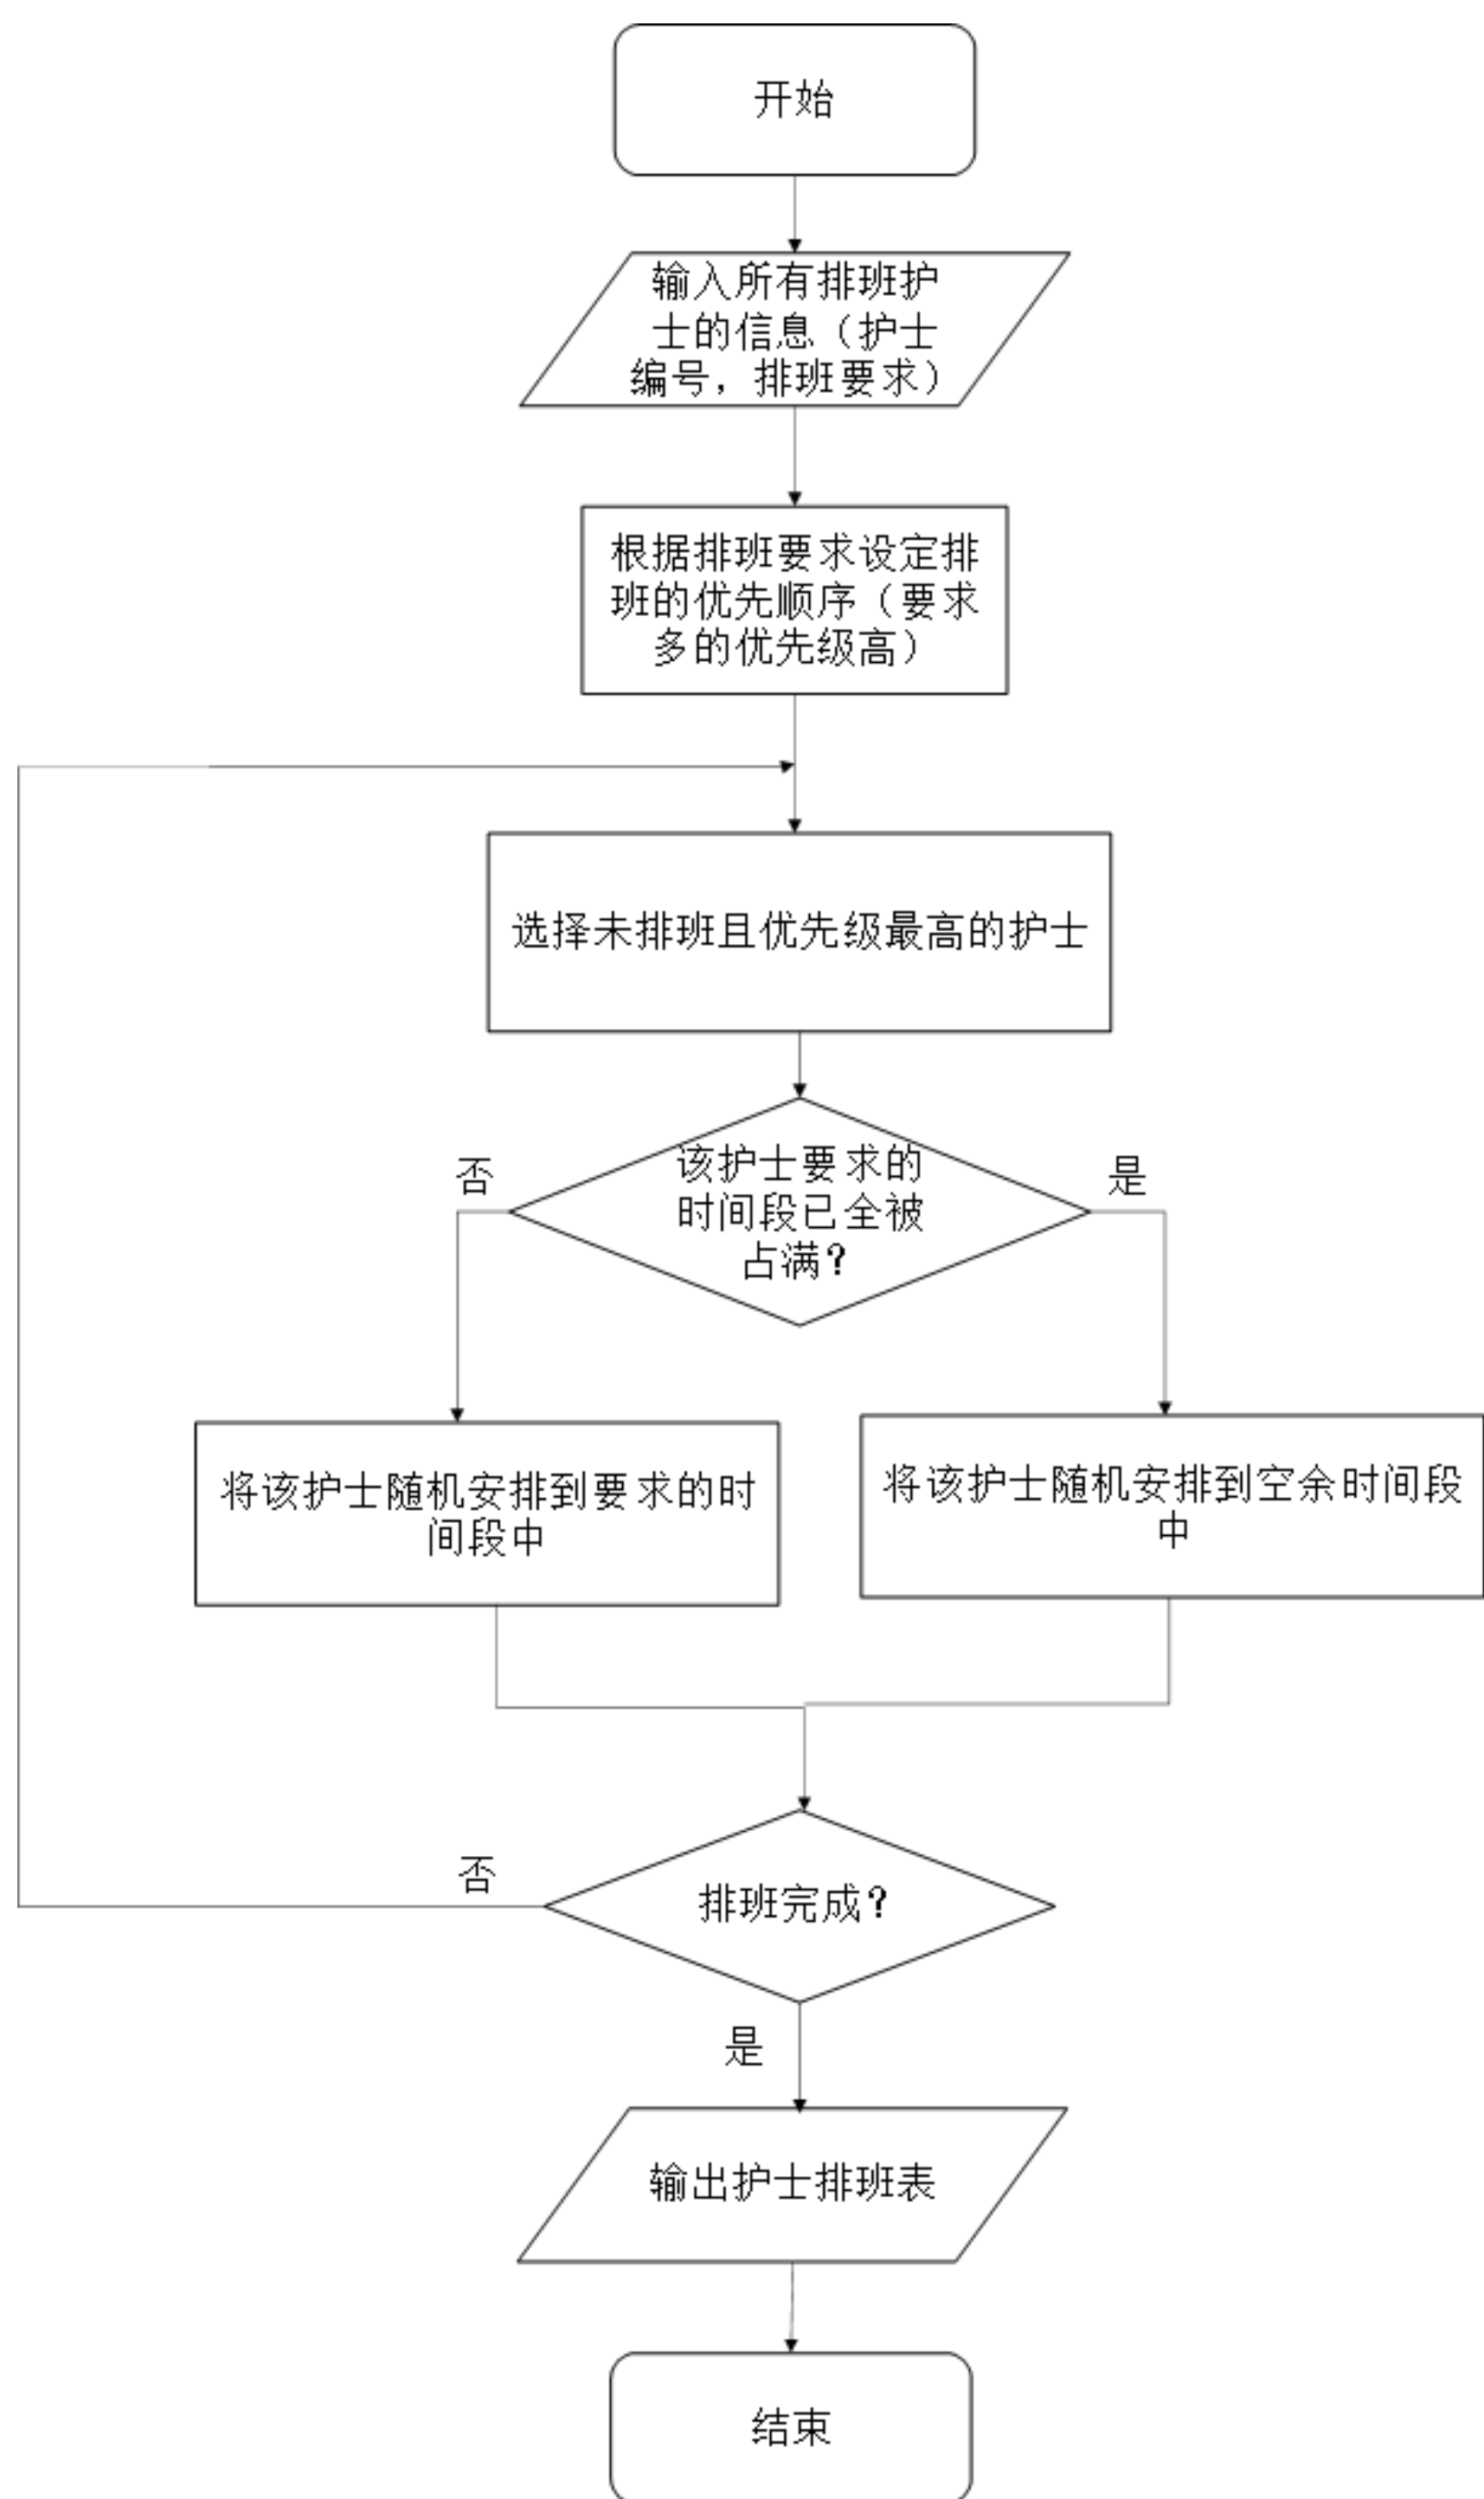 开始
输入所有排班护
士的信息（护士
编号，排班要求）
根据排班要求设定排
班的优先顺序（要求
多的优先级高）
选择未排班且优先级最高的护士
否
该护士要求的
时间段已全被
占满？
是
将该护士随机安排到要求的时
间段中
将该护士随机安排到空余时间段
中
否
排班完成？
是
输出护士排班表
结束